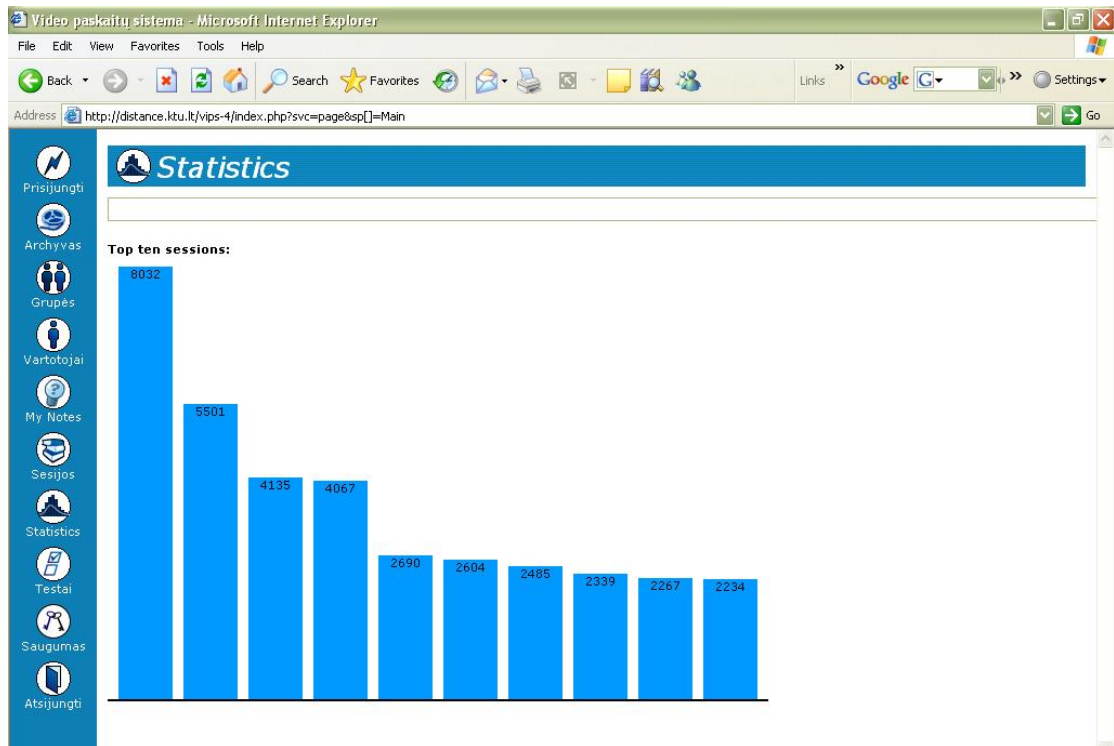 Video paskaitų sistema - Microsoft Internet Explorer
File Edit View Favorites Tools Help
Back Search Favorites Links » Google G Settings
Address http://distance.ktu.lt/vips-4/index.php?svc=page&sp[]=Main Go
Statistics
Prisijungti
Archyvas
Grupės
Vartotojai
My Notes
Sesijos
Statistics
Testai
Saugumas
Atsijungti
Top ten sessions:
8032
5501
4135
4067
2690
2604
2485
2339
2267
2234